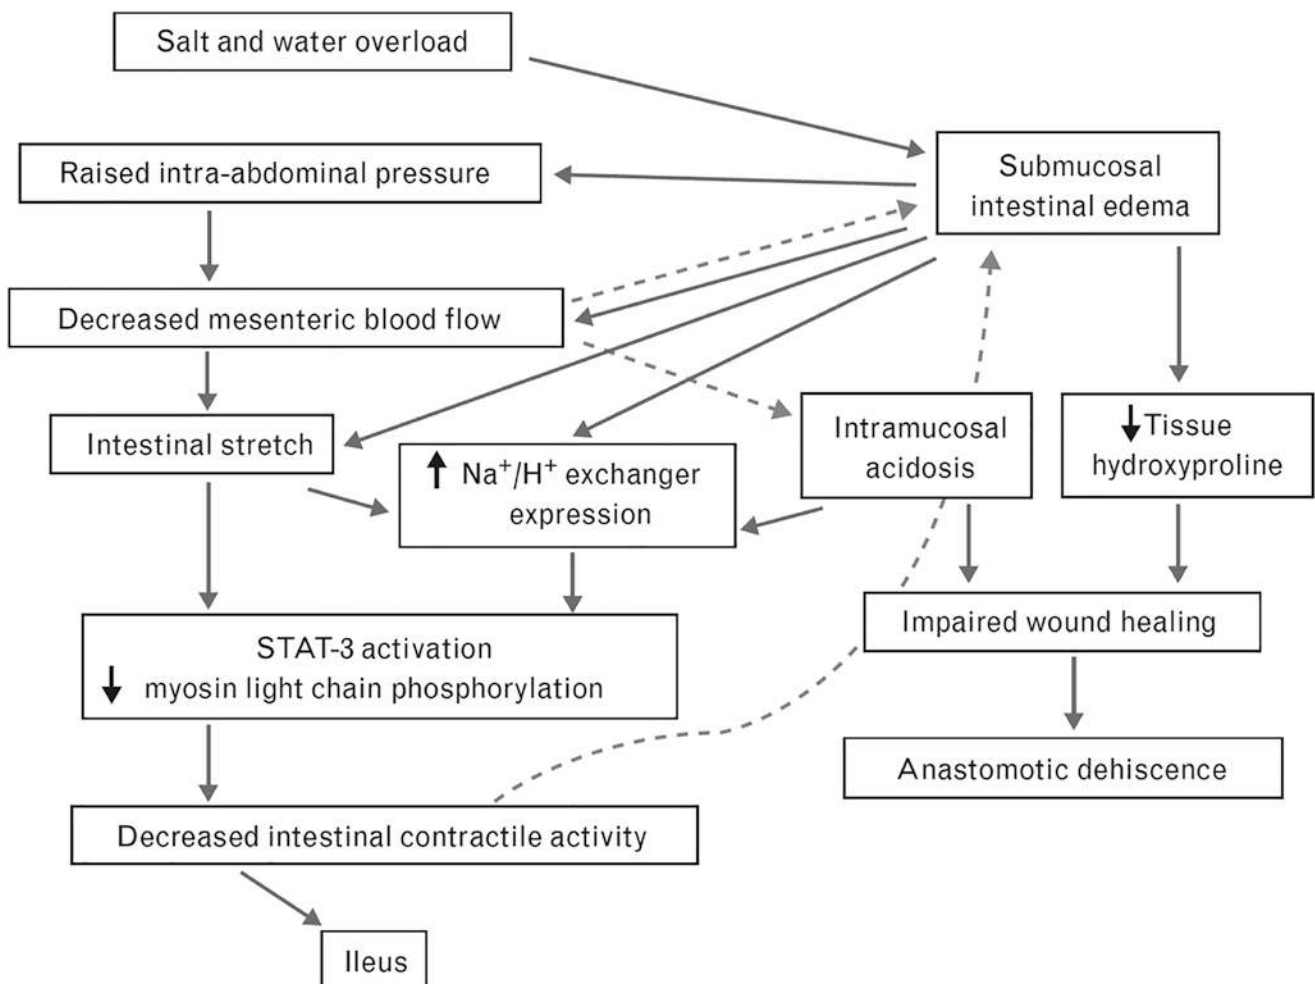 Salt and water overload
Submucosal
intestinal edema
Raised intra-abdominal pressure
Decreased mesenteric blood flow
Intestinal stretch
↑ Na⁺/H⁺ exchanger
expression
Intramucosal
acidosis
↓ Tissue
hydroxyproline
STAT-3 activation
↓ myosin light chain phosphorylation
Impaired wound healing
Anastomotic dehiscence
Decreased intestinal contractile activity
Ileus